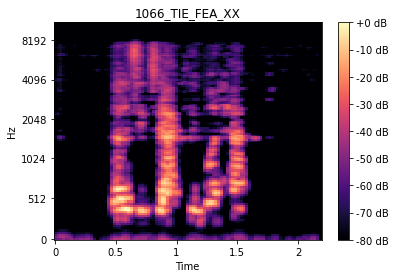 1066_TIE_FEA_XX
8192
4096
2048
1024
512
0
Hz
0
0.5
1
1.5
2
Time
+0 dB
-10 dB
-20 dB
-30 dB
-40 dB
-50 dB
-60 dB
-70 dB
-80 dB